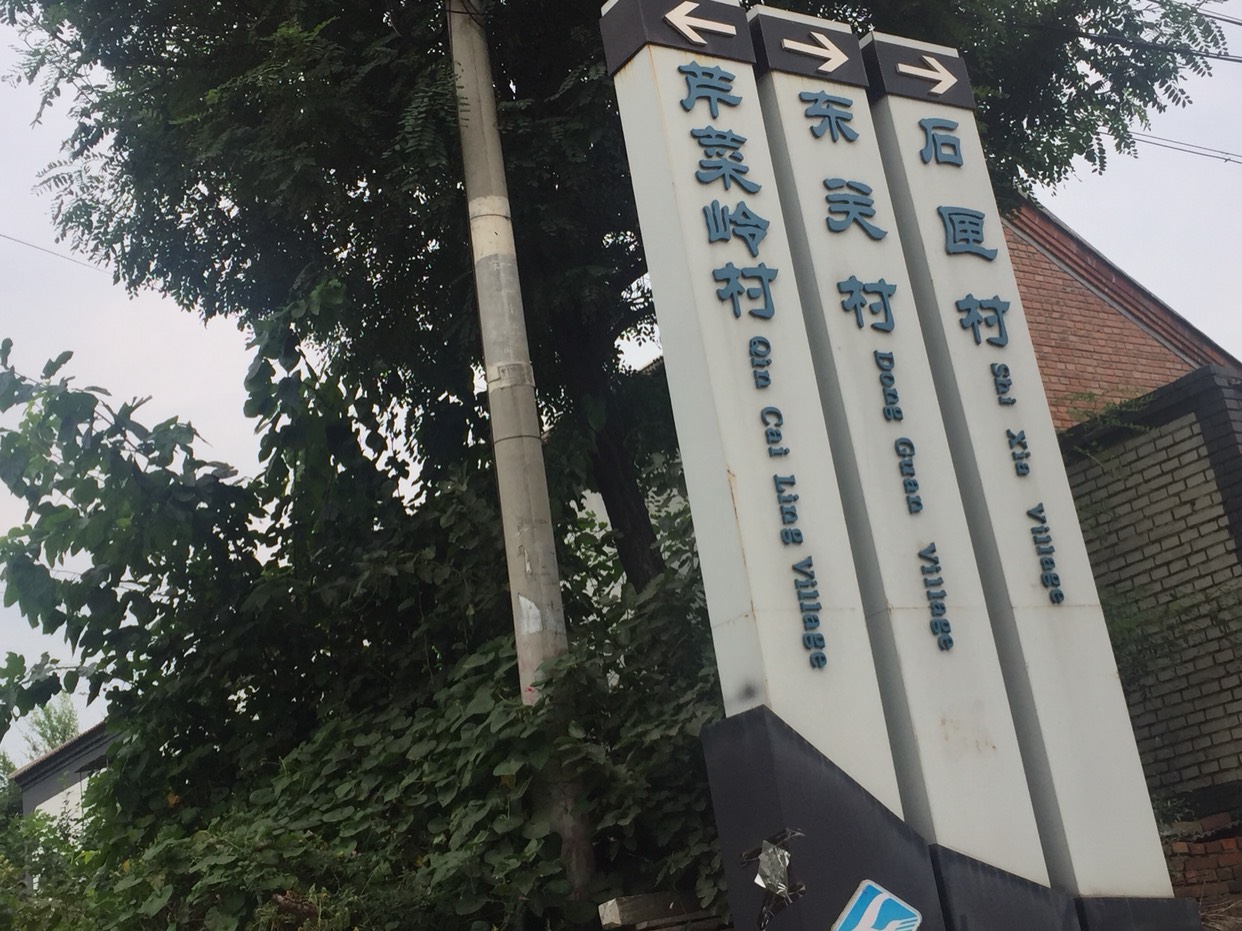 芹菜岭村 Qin Cai Ling Village
东关村 Dong Guan Village
石匣村 Shi Xia Village